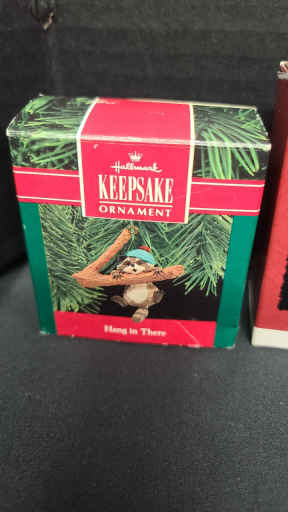 Hallmark
KEEPSAKE
ORNAMENT
Hang in There